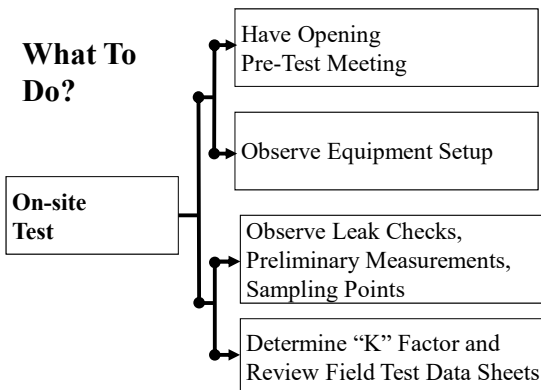 What To
Do?
On-site
Test
Have Opening
Pre-Test Meeting
Observe Equipment Setup
Observe Leak Checks,
Preliminary Measurements,
Sampling Points
Determine “K” Factor and
Review Field Test Data Sheets